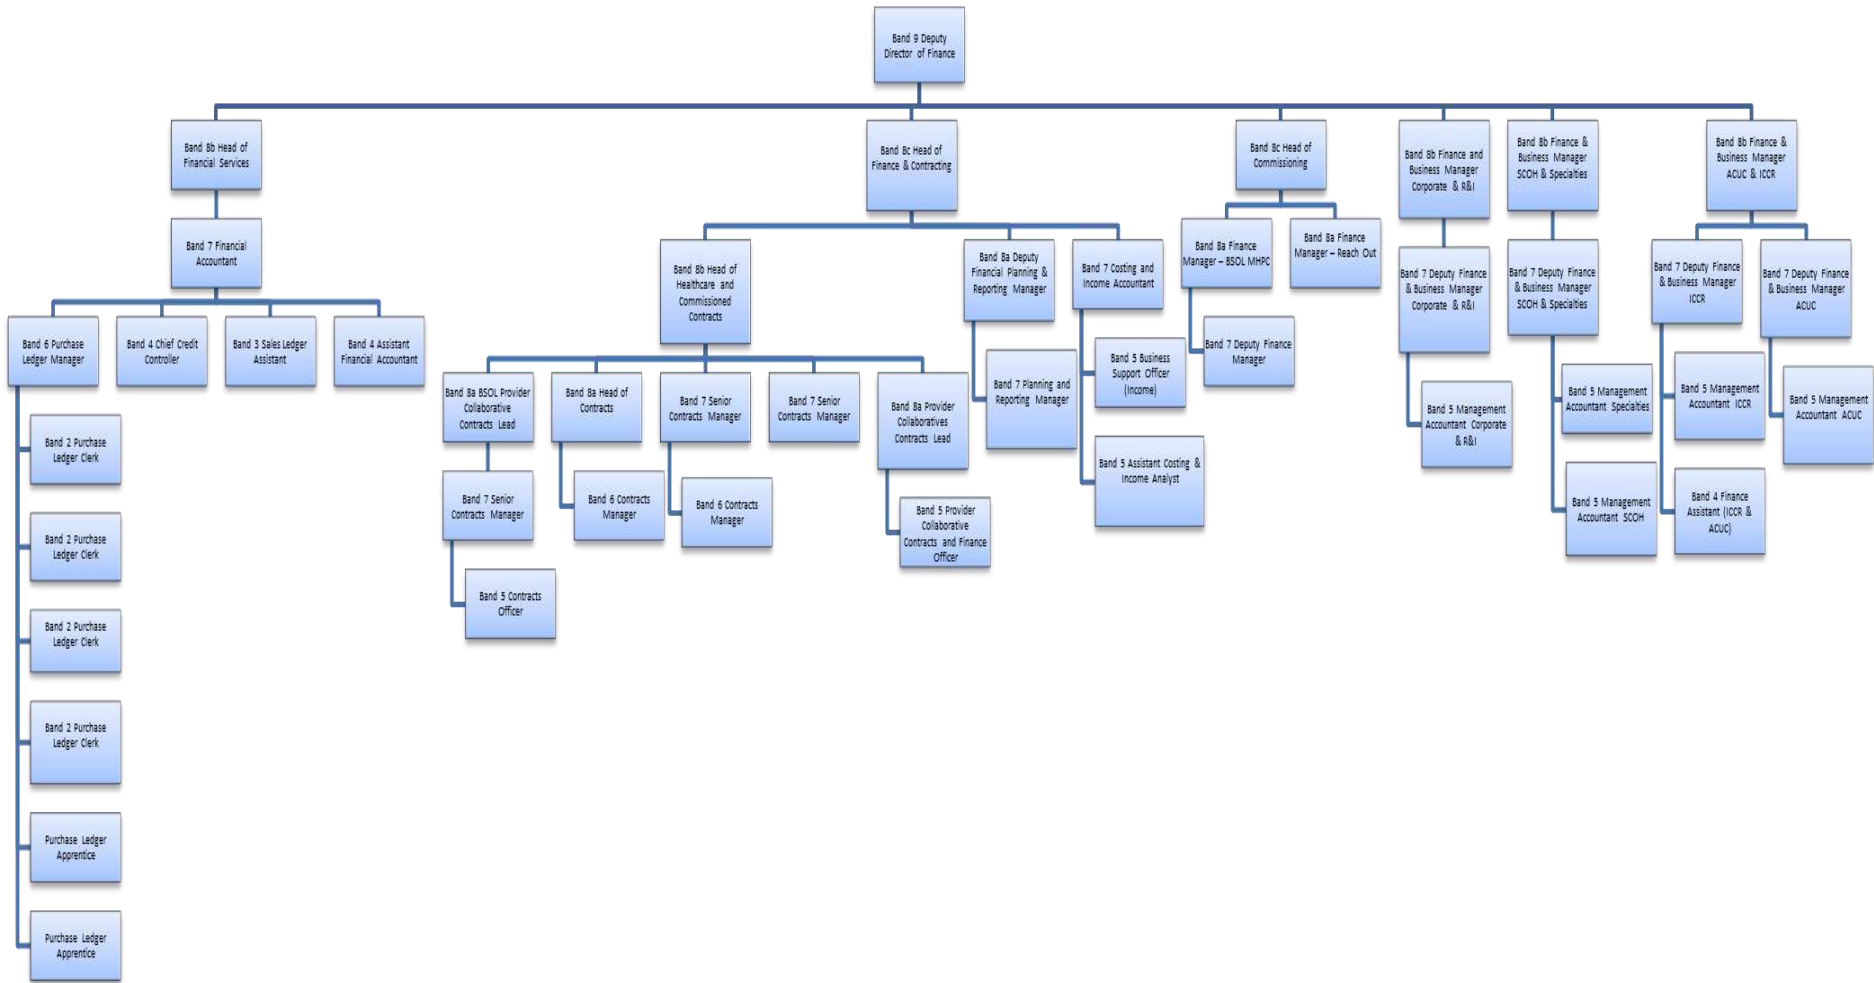 Band 9 Deputy
Director of Finance
Band 8b Head of
Financial Services
Band 8c Head of
Finance & Contracting
Band 8c Head of
Commissioning
Band 8b Finance and
Business Manager
Corporate & R&I
Band 8b Finance &
Business Manager
SCOH & Specialties
Band 8b Finance &
Business Manager
ACUC & ICCR
Band 7 Financial
Accountant
Band 8b Head of
Healthcare and
Commissioned
Contracts
Band 8a Deputy
Financial Planning &
Reporting Manager
Band 7 Costing and
Income Accountant
Band 8a Finance
Manager – BSOL MHPC
Band 8a Finance
Manager – Reach Out
Band 7 Deputy Finance
& Business Manager
Corporate & R&I
Band 7 Deputy Finance
& Business Manager
SCOH & Specialties
Band 7 Deputy Finance
& Business Manager
ICCR
Band 7 Deputy Finance
& Business Manager
ACUC
Band 6 Purchase
Ledger Manager
Band 4 Chief Credit
Controller
Band 3 Sales Ledger
Assistant
Band 4 Assistant
Financial Accountant
Band 8a BSOL Provider
Collaborative
Contracts Lead
Band 8a Head of
Contracts
Band 7 Senior
Contracts Manager
Band 7 Senior
Contracts Manager
Band 8a Provider
Collaboratives
Contracts Lead
Band 7 Planning and
Reporting Manager
Band 5 Business
Support Officer
(Income)
Band 7 Deputy Finance
Manager
Band 5 Management
Accountant Corporate
& R&I
Band 5 Management
Accountant Specialties
Band 5 Management
Accountant ICCR
Band 5 Management
Accountant ACUC
Band 2 Purchase
Ledger Clerk
Band 7 Senior
Contracts Manager
Band 6 Contracts
Manager
Band 6 Contracts
Manager
Band 5 Provider
Collaborative
Contracts and Finance
Officer
Band 5 Assistant Costing &
Income Analyst
Band 5 Management
Accountant SCOH
Band 4 Finance
Assistant (ICCR &
ACUC)
Band 2 Purchase
Ledger Clerk
Band 5 Contracts
Officer
Band 2 Purchase
Ledger Clerk
Band 2 Purchase
Ledger Clerk
Purchase Ledger
Apprentice
Purchase Ledger
Apprentice